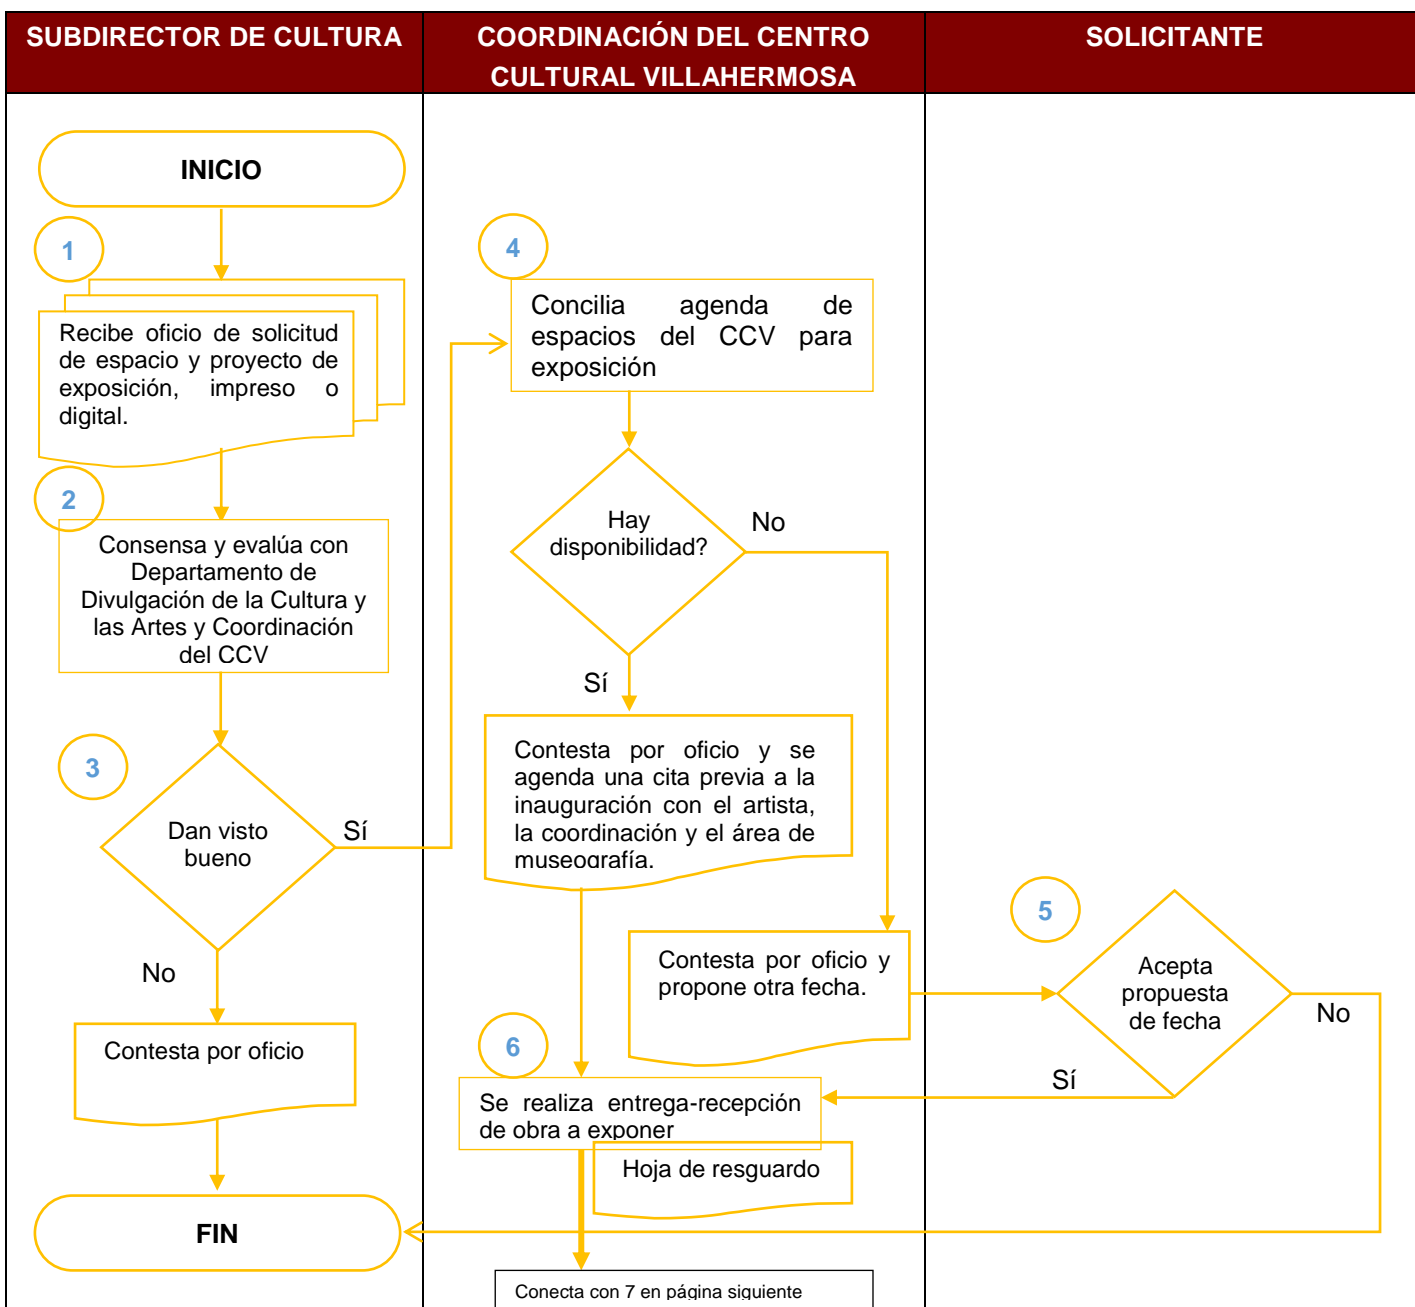 SUBDIRECTOR DE CULTURA
COORDINACIÓN DEL CENTRO
CULTURAL VILLAHERMOSA
SOLICITANTE
INICIO
1
Recibe oficio de solicitud
de espacio y proyecto de
exposición, impreso o
digital.
2
Consensa y evalúa con
Departamento de
Divulgación de la Cultura y
las Artes y Coordinación
del CCV
3
Dan visto
bueno
Sí
No
Contesta por oficio
FIN
4
Concilia agenda de
espacios del CCV para
exposición
Hay
disponibilidad?
No
Sí
Contesta por oficio y se
agenda una cita previa a la
inauguración con el artista,
la coordinación y el área de
museografía.
Contesta por oficio y
propone otra fecha.
5
Acepta
propuesta
de fecha
No
Sí
6
Se realiza entrega-recepción
de obra a exponer
Hoja de resguardo
Conecta con 7 en página siguiente